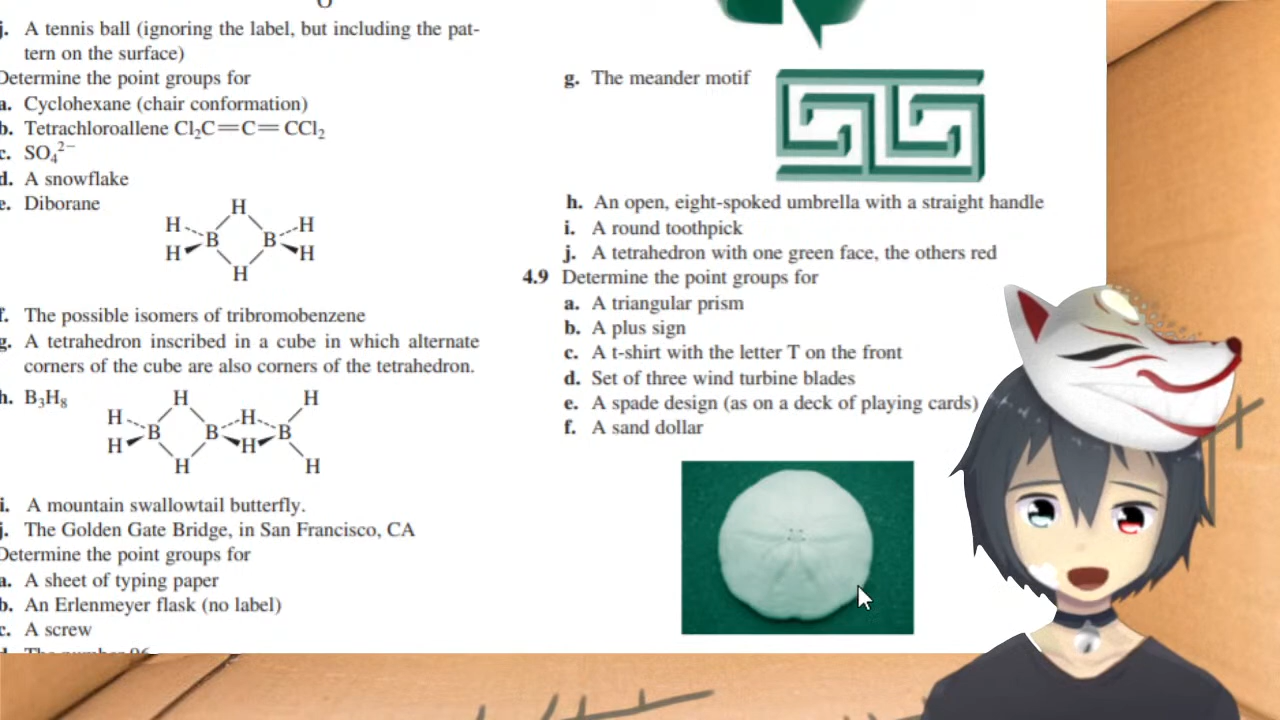 j. A tennis ball (ignoring the label, but including the pat-
tern on the surface)
Determine the point groups for
a. Cyclohexane (chair conformation)
b. Tetrachloroallene Cl₂C=C=CCl₂
c. SO₄²⁻
d. A snowflake
e. Diborane
H
H H
B B
H H
H
f. The possible isomers of tribromobenzene
g. A tetrahedron inscribed in a cube in which alternate
corners of the cube are also corners of the tetrahedron.
h. B₃H₈
H H
H H
B B B
H H
H H
i. A mountain swallowtail butterfly.
j. The Golden Gate Bridge, in San Francisco, CA
Determine the point groups for
a. A sheet of typing paper
b. An Erlenmeyer flask (no label)
c. A screw
d. The number 96
g. The meander motif
h. An open, eight-spoked umbrella with a straight handle
i. A round toothpick
j. A tetrahedron with one green face, the others red
4.9 Determine the point groups for
a. A triangular prism
b. A plus sign
c. A t-shirt with the letter T on the front
d. Set of three wind turbine blades
e. A spade design (as on a deck of playing cards)
f. A sand dollar